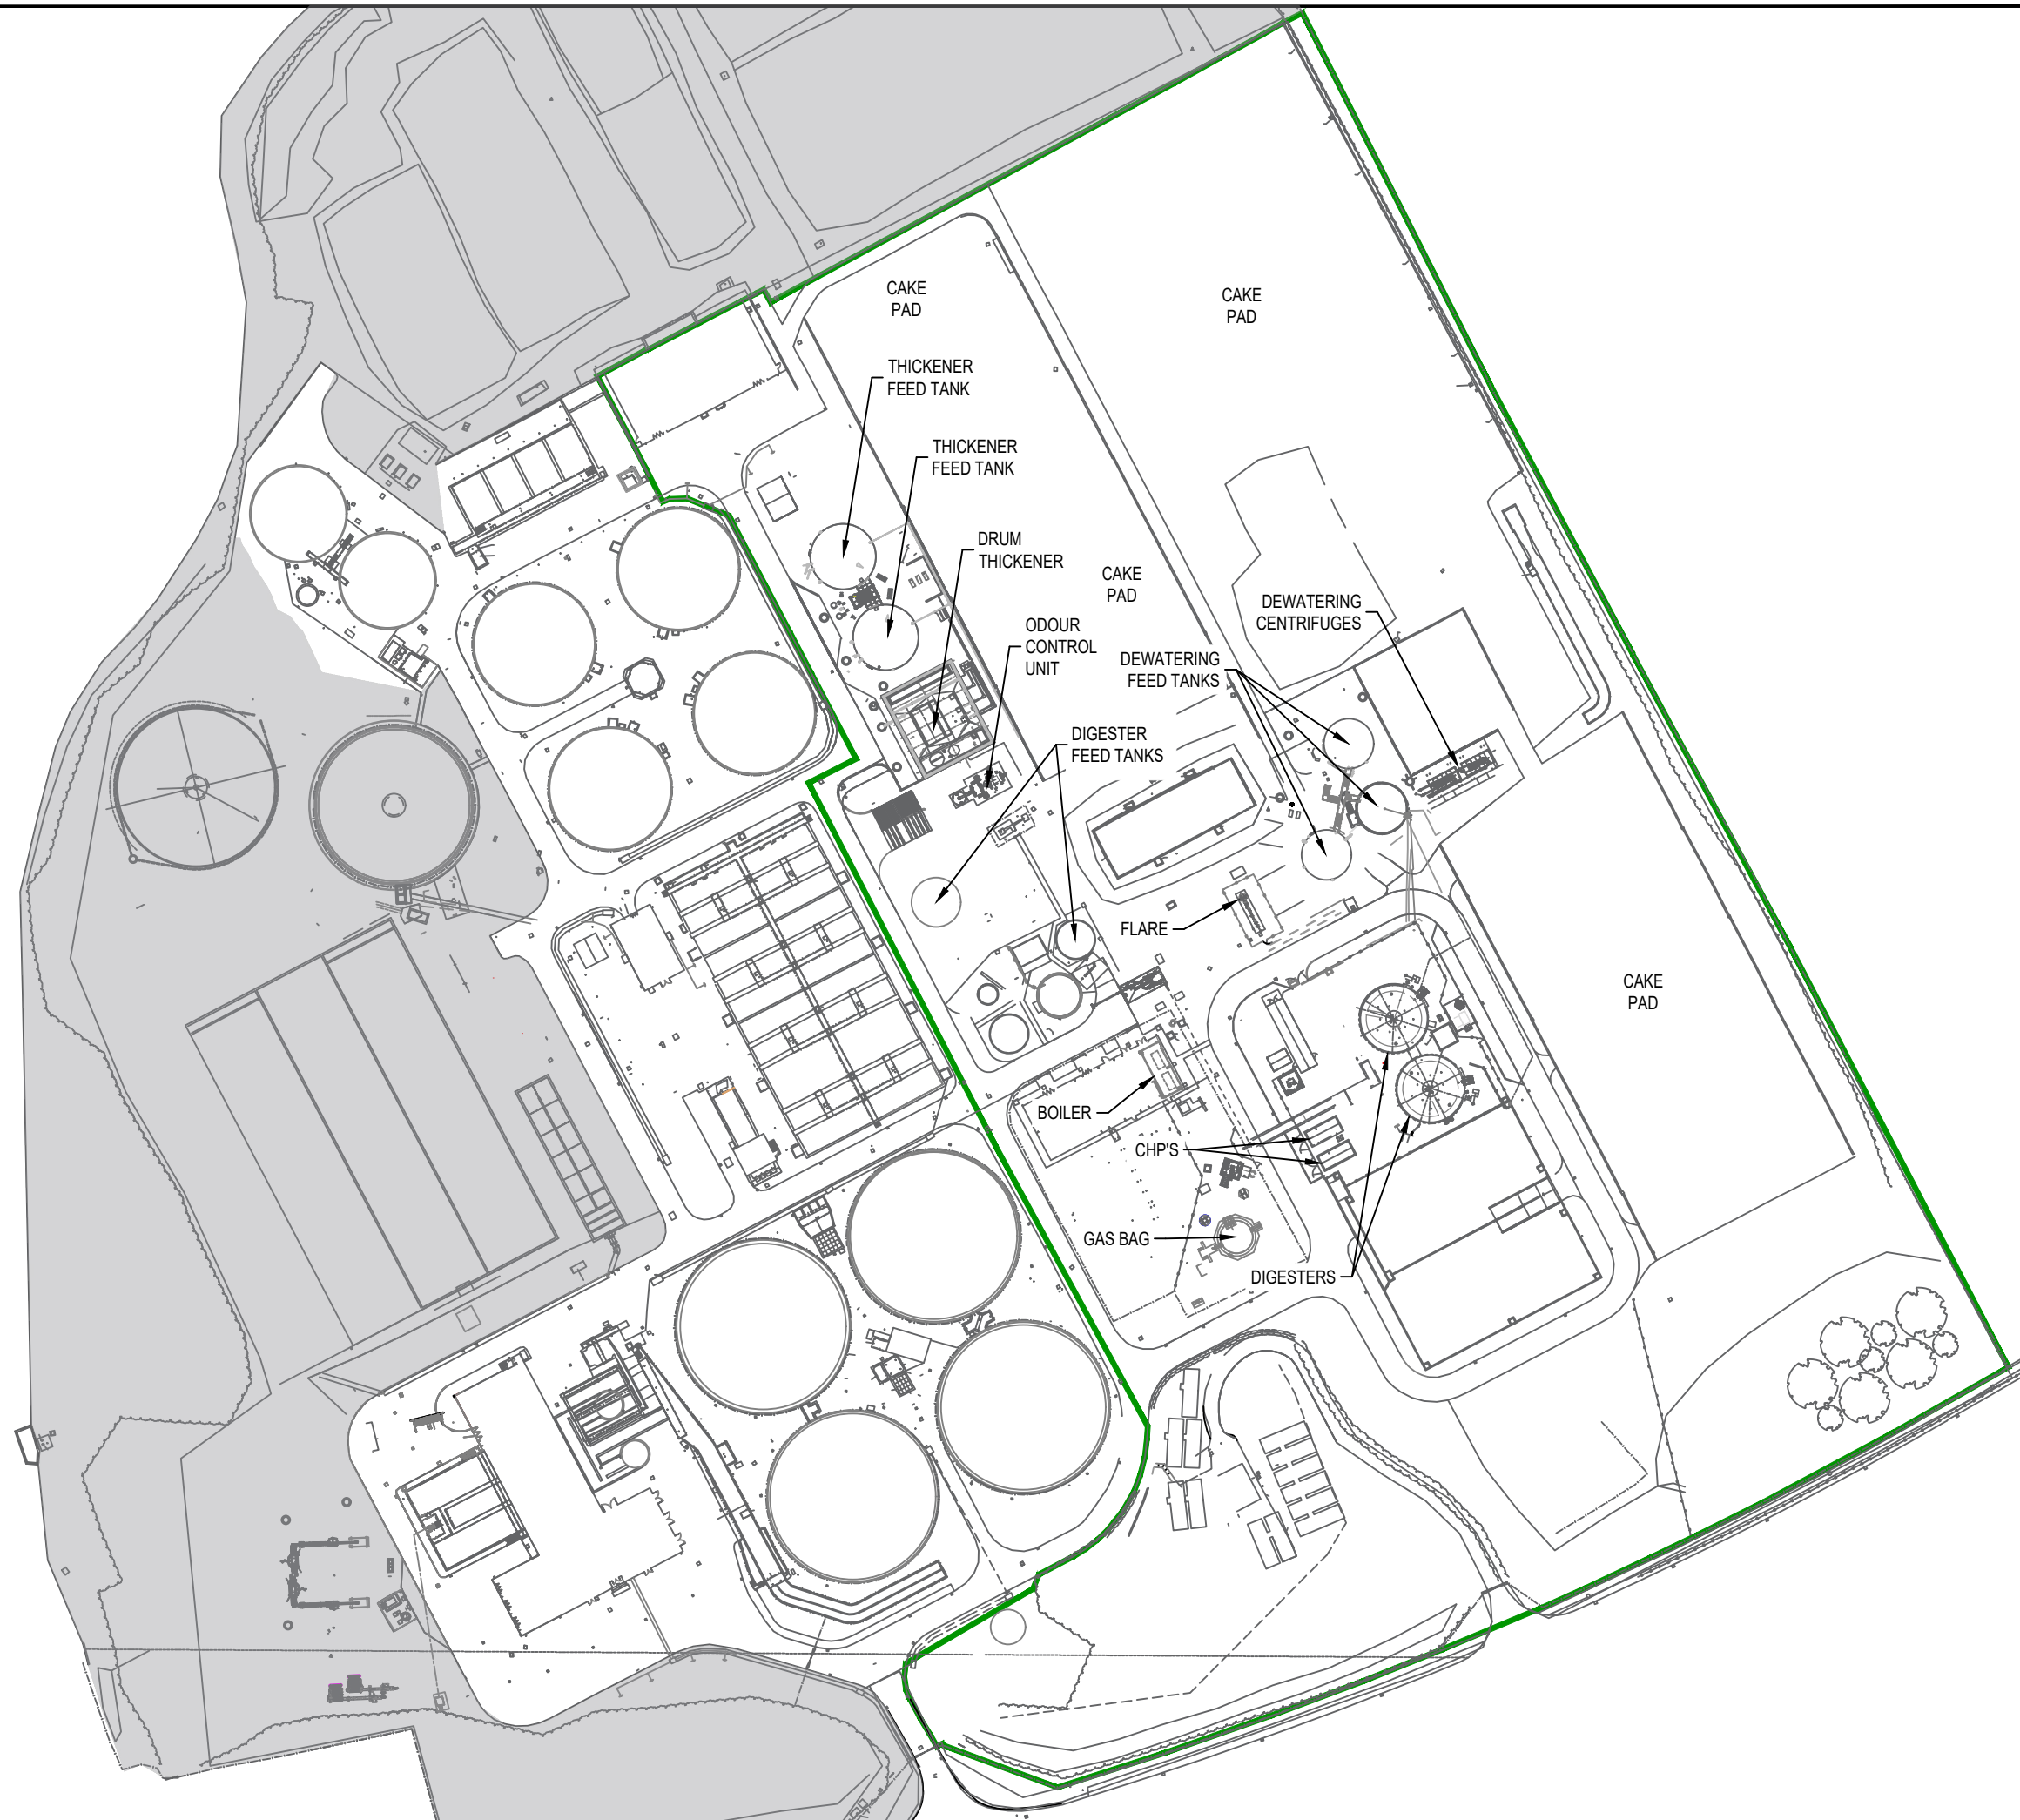 CAKE
PAD
CAKE
PAD
THICKENER
FEED TANK
THICKENER
FEED TANK
DRUM
THICKENER
CAKE
PAD
DEWATERING
CENTRIFUGES
ODOUR
CONTROL
UNIT
DEWATERING
FEED TANKS
DIGESTER
FEED TANKS
FLARE
CAKE
PAD
BOILER
CHP'S
GAS BAG
DIGESTERS